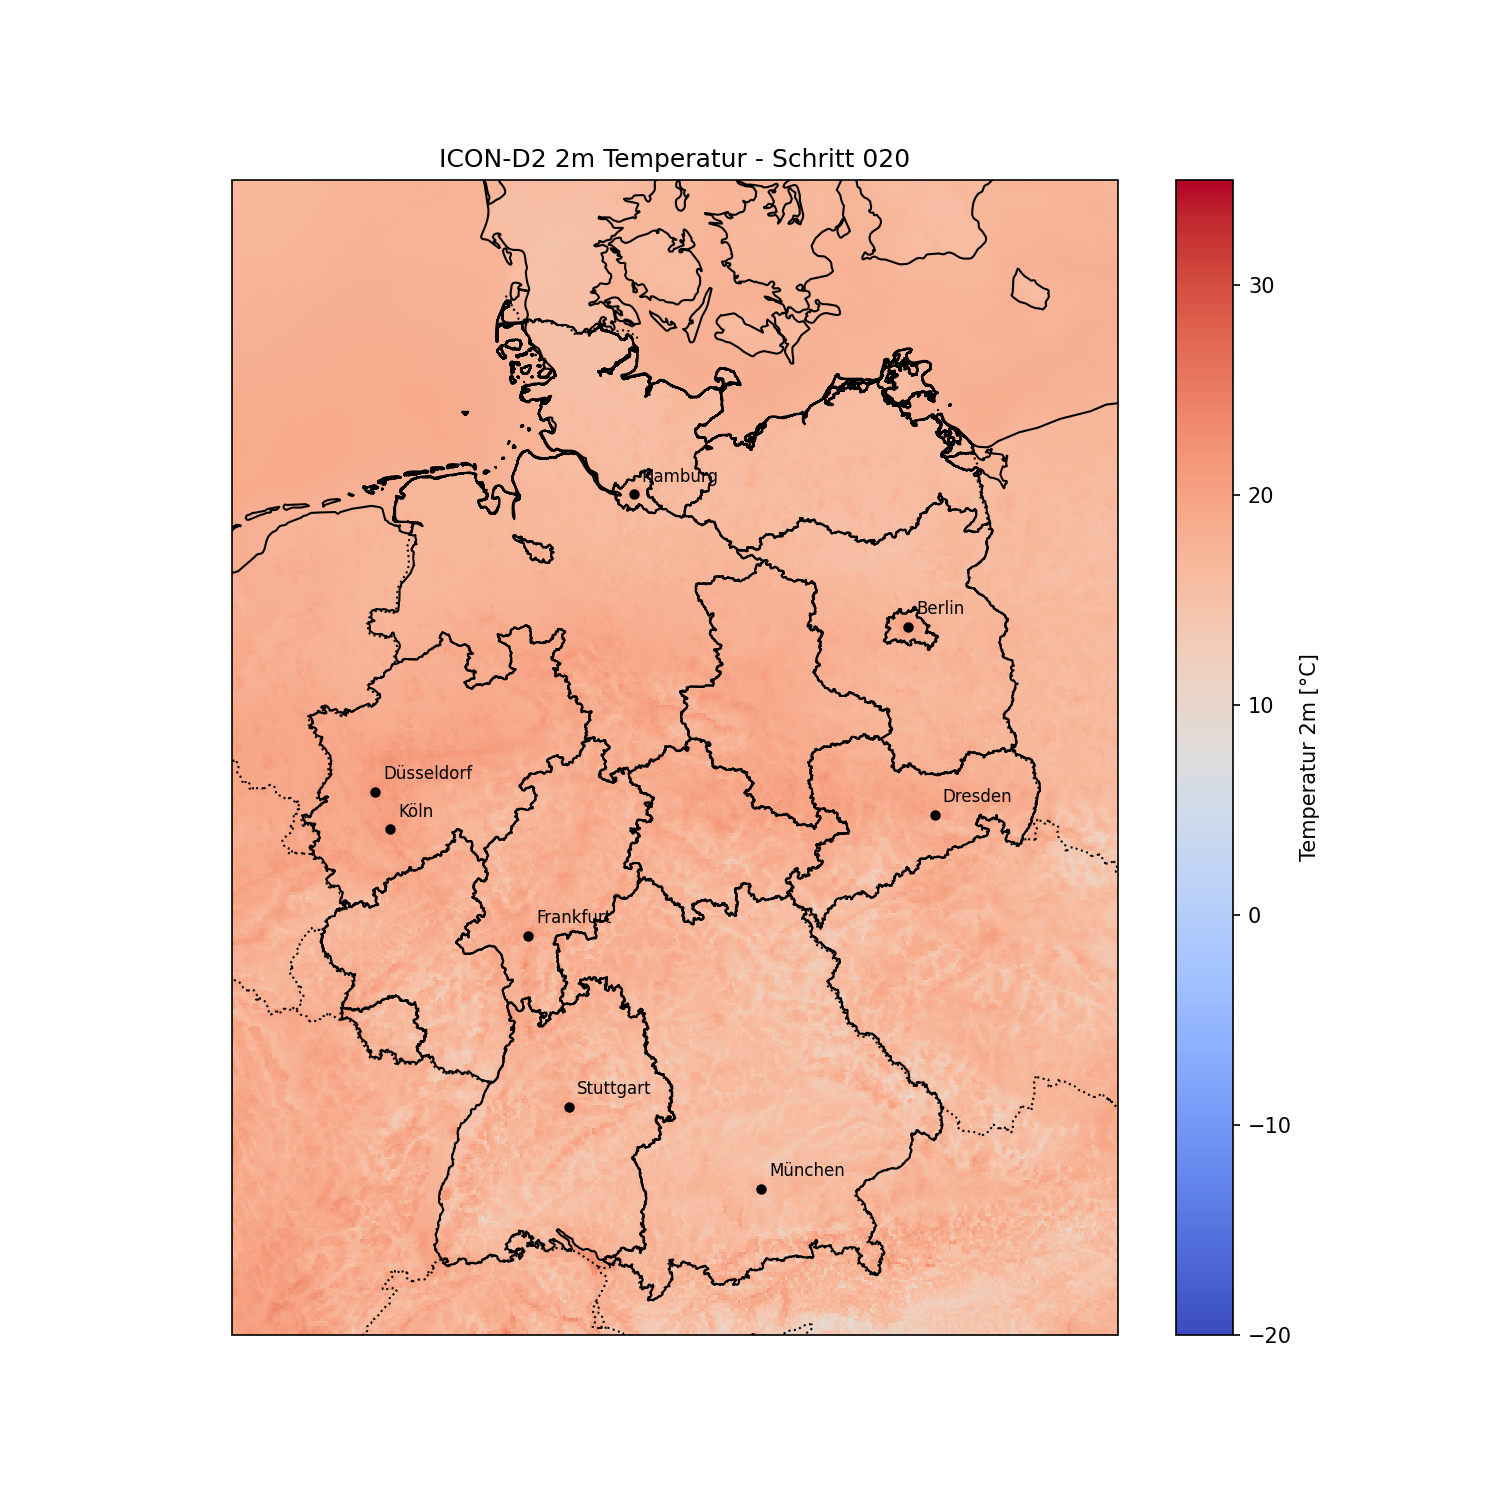 ICON-D2 2m Temperatur - Schritt 020
Hamburg
Berlin
Düsseldorf
Köln
Dresden
Frankfurt
Stuttgart
München
30
20
10
0
−10
−20
Temperatur 2m [°C]